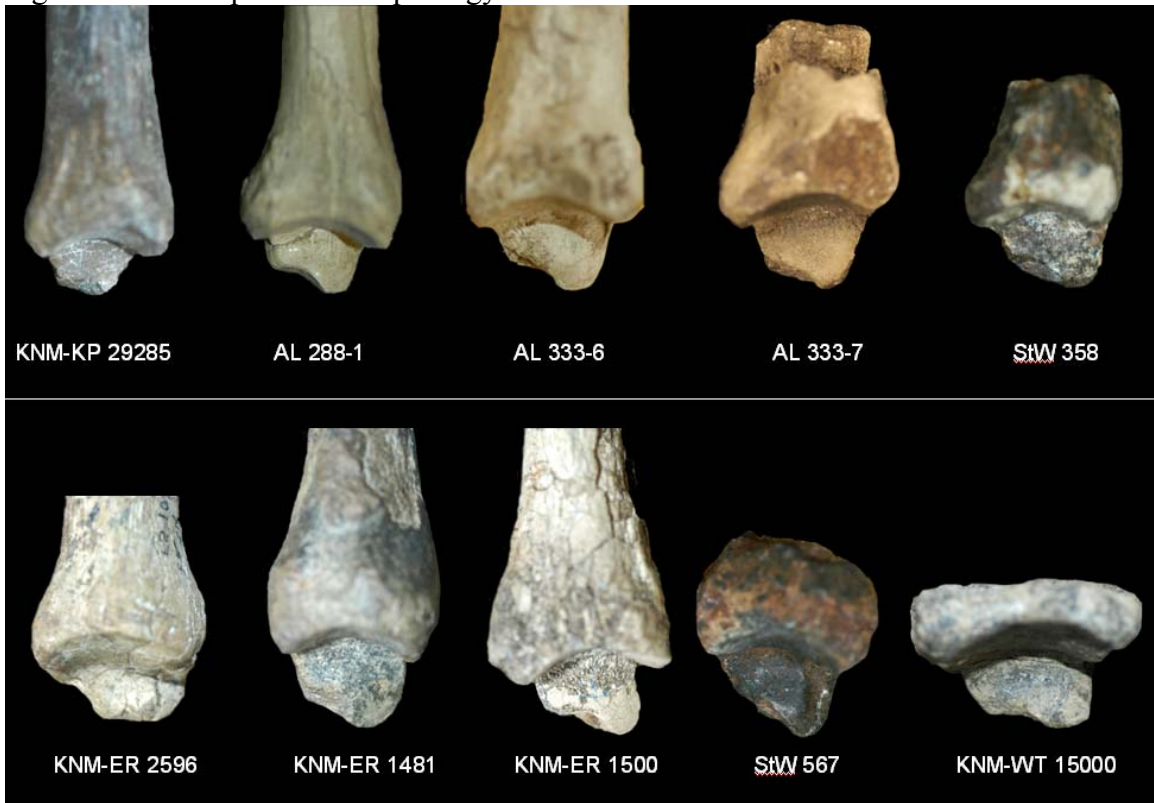 KNM-KP 29285 AL 288-1 AL 333-6 AL 333-7 StW 358
KNM-ER 2596 KNM-ER 1481 KNM-ER 1500 StW 567 KNM-WT 15000